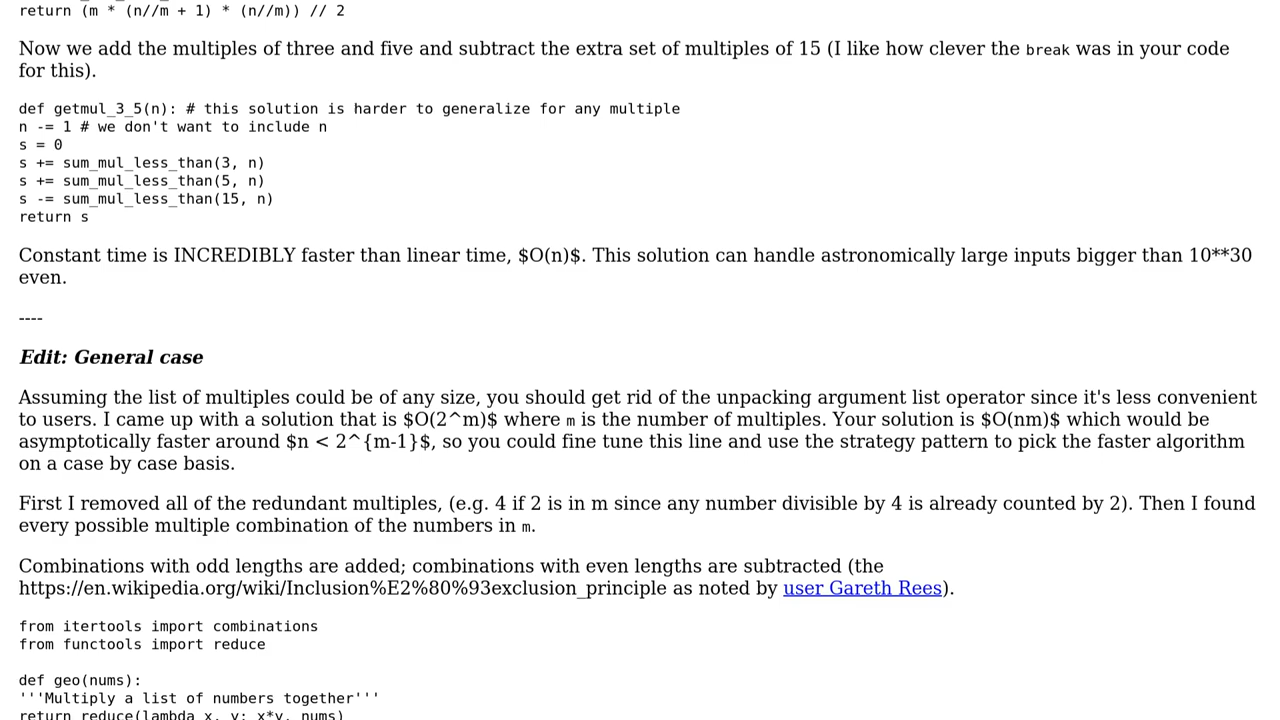 return (m * (n//m + 1) * (n//m)) // 2
Now we add the multiples of three and five and subtract the extra set of multiples of 15 (I like how clever the break was in your code
for this).
def getmul_3_5(n): # this solution is harder to generalize for any multiple
n -= 1 # we don't want to include n
s = 0
s += sum_mul_less_than(3, n)
s += sum_mul_less_than(5, n)
s -= sum_mul_less_than(15, n)
return s
Constant time is INCREDIBLY faster than linear time, $O(n)$. This solution can handle astronomically large inputs bigger than 10**30
even.
----
Edit: General case
Assuming the list of multiples could be of any size, you should get rid of the unpacking argument list operator since it's less convenient
to users. I came up with a solution that is $O(2^m)$ where m is the number of multiples. Your solution is $O(nm)$ which would be
asymptotically faster around $n < 2^{m-1}$, so you could fine tune this line and use the strategy pattern to pick the faster algorithm
on a case by case basis.
First I removed all of the redundant multiples, (e.g. 4 if 2 is in m since any number divisible by 4 is already counted by 2). Then I found
every possible multiple combination of the numbers in m.
Combinations with odd lengths are added; combinations with even lengths are subtracted (the
https://en.wikipedia.org/wiki/Inclusion%E2%80%93exclusion_principle as noted by user Gareth Rees).
from itertools import combinations
from functools import reduce
def geo(nums):
'''Multiply a list of numbers together'''
return reduce(lambda x, y: x*y, nums)